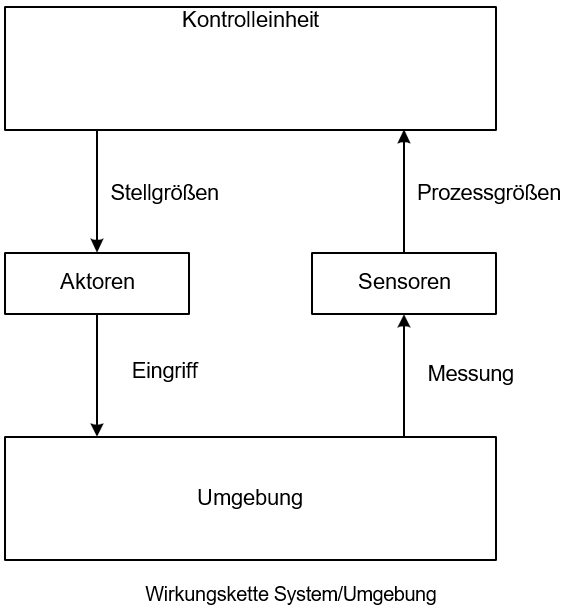 Kontrolleinheit
Stellgrößen
Prozessgrößen
Aktoren
Sensoren
Eingriff
Messung
Umgebung
Wirkungskette System/Umgebung